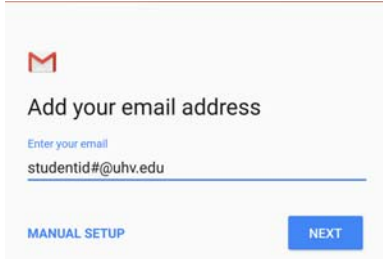 Add your email address
Enter your email
studentid#@uhv.edu
MANUAL SETUP NEXT